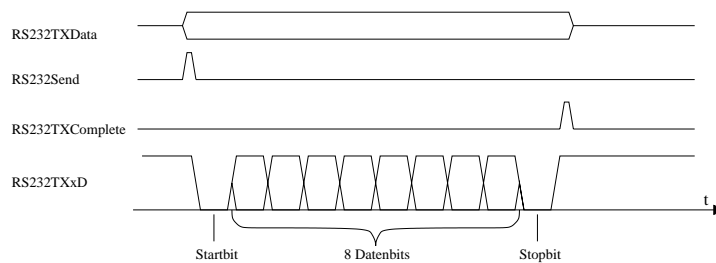 RS232TXData
RS232Send
RS232TXComplete
RS232TXxD
t
Startbit
8 Datenbits
Stopbit